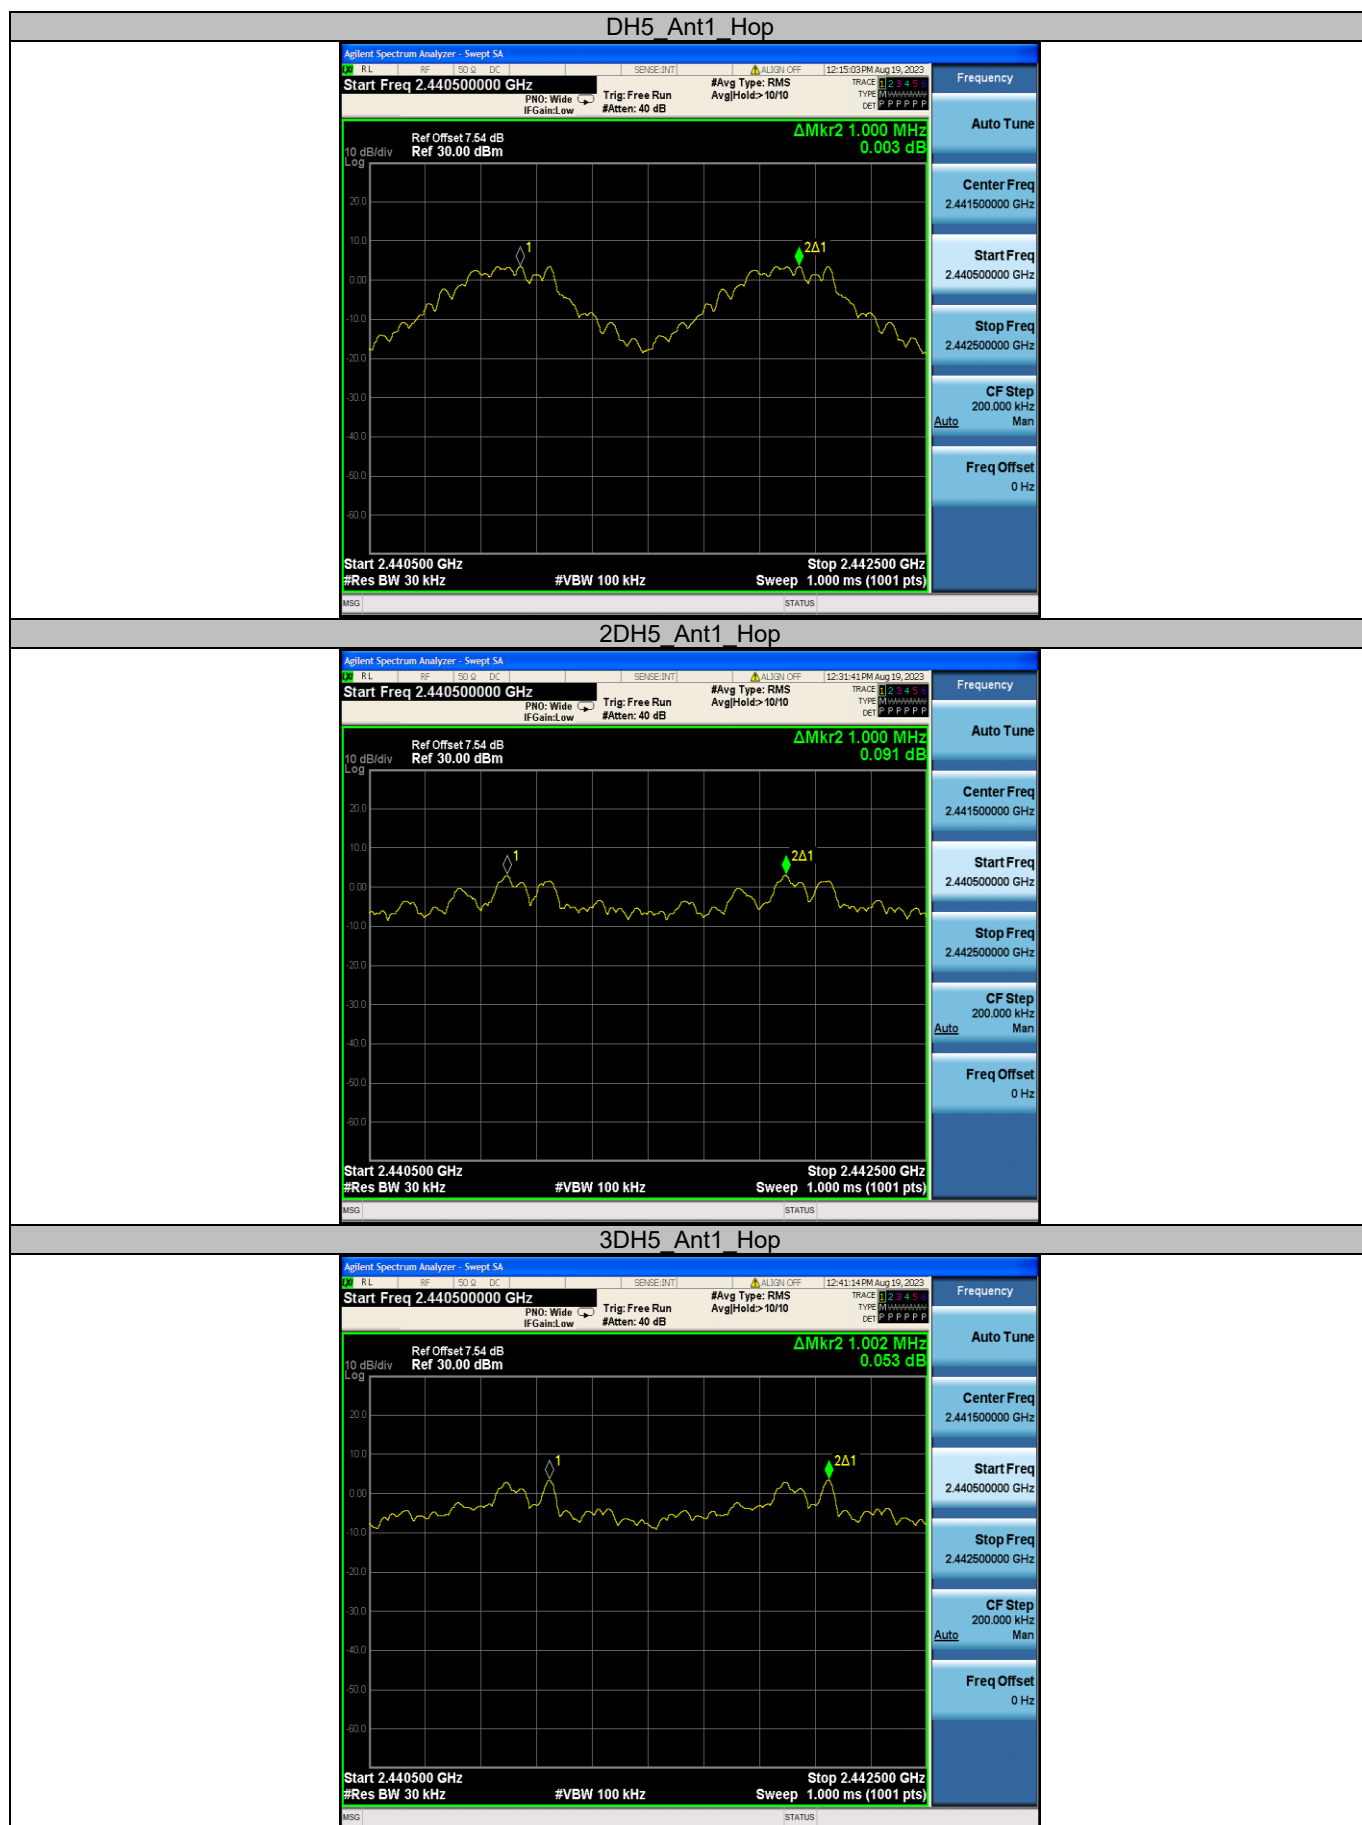 DH5_Ant1_Hop
Agilent Spectrum Analyzer - Swept SA
RL RF 50 Ω DC SENSE:INT ALIGN OFF 12:15:03 PM Aug 19, 2023
Start Freq 2.440500000 GHz
PNO: Wide
IFGain:Low
Trig: Free Run
#Atten: 40 dB
#Avg Type: RMS
Avg|Hold:>10/10
TRACE 1 2 3 4 5 6
TYPE M
DET P P P P P P
ΔMkr2 1.000 MHz
0.003 dB
Ref Offset 7.54 dB
10 dB/div Ref 30.00 dBm
Log
20.0
10.0
0.00
-10.0
-20.0
-30.0
-40.0
-50.0
-60.0
1
2Δ1
Start 2.440500 GHz Stop 2.442500 GHz
#Res BW 30 kHz #VBW 100 kHz Sweep 1.000 ms (1001 pts)
MSG STATUS
Frequency
Auto Tune
Center Freq
2.441500000 GHz
Start Freq
2.440500000 GHz
Stop Freq
2.442500000 GHz
CF Step
200.000 kHz
Auto Man
Freq Offset
0 Hz
2DH5_Ant1_Hop
Agilent Spectrum Analyzer - Swept SA
RL RF 50 Ω DC SENSE:INT ALIGN OFF 12:31:41 PM Aug 19, 2023
Start Freq 2.440500000 GHz
PNO: Wide
IFGain:Low
Trig: Free Run
#Atten: 40 dB
#Avg Type: RMS
Avg|Hold:>10/10
TRACE 1 2 3 4 5 6
TYPE M
DET P P P P P P
ΔMkr2 1.000 MHz
0.091 dB
Ref Offset 7.54 dB
10 dB/div Ref 30.00 dBm
Log
20.0
10.0
0.00
-10.0
-20.0
-30.0
-40.0
-50.0
-60.0
1
2Δ1
Start 2.440500 GHz Stop 2.442500 GHz
#Res BW 30 kHz #VBW 100 kHz Sweep 1.000 ms (1001 pts)
MSG STATUS
Frequency
Auto Tune
Center Freq
2.441500000 GHz
Start Freq
2.440500000 GHz
Stop Freq
2.442500000 GHz
CF Step
200.000 kHz
Auto Man
Freq Offset
0 Hz
3DH5_Ant1_Hop
Agilent Spectrum Analyzer - Swept SA
RL RF 50 Ω DC SENSE:INT ALIGN OFF 12:41:14 PM Aug 19, 2023
Start Freq 2.440500000 GHz
PNO: Wide
IFGain:Low
Trig: Free Run
#Atten: 40 dB
#Avg Type: RMS
Avg|Hold:>10/10
TRACE 1 2 3 4 5 6
TYPE M
DET P P P P P P
ΔMkr2 1.002 MHz
0.053 dB
Ref Offset 7.54 dB
10 dB/div Ref 30.00 dBm
Log
20.0
10.0
0.00
-10.0
-20.0
-30.0
-40.0
-50.0
-60.0
1
2Δ1
Start 2.440500 GHz Stop 2.442500 GHz
#Res BW 30 kHz #VBW 100 kHz Sweep 1.000 ms (1001 pts)
MSG STATUS
Frequency
Auto Tune
Center Freq
2.441500000 GHz
Start Freq
2.440500000 GHz
Stop Freq
2.442500000 GHz
CF Step
200.000 kHz
Auto Man
Freq Offset
0 Hz